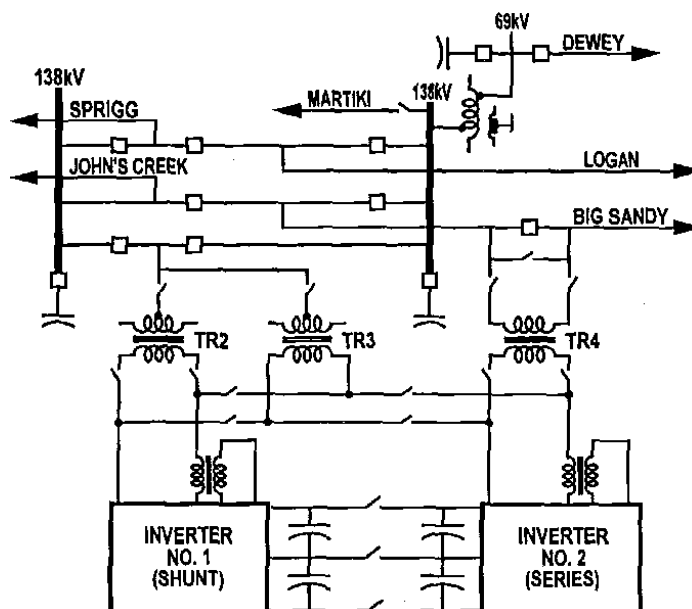 69kV
DEWEY
138kV
MARTIKI
138kV
SPRIGG
JOHN'S CREEK
LOGAN
BIG SANDY
TR2
TR3
TR4
INVERTER
NO. 1
(SHUNT)
INVERTER
NO. 2
(SERIES)